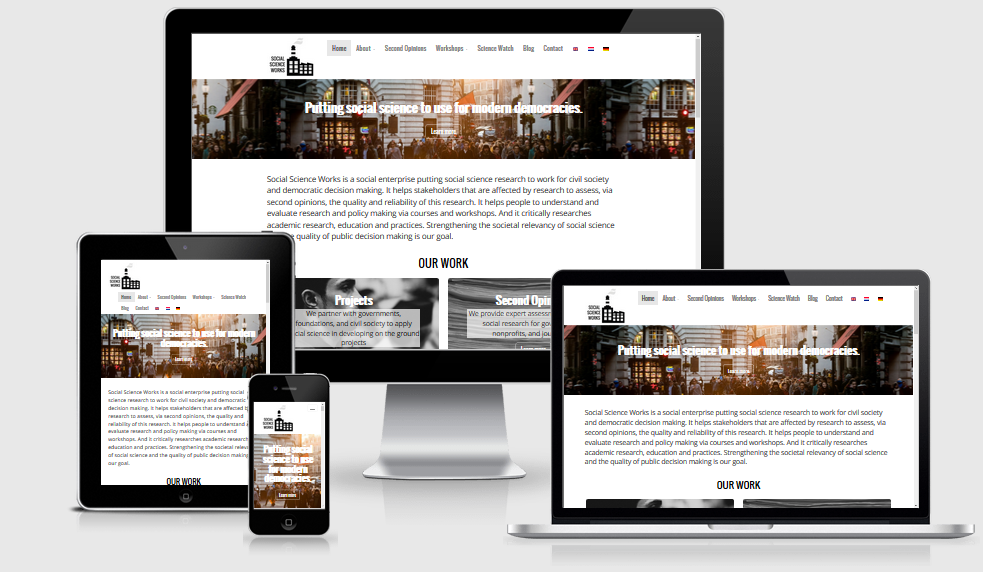 SOCIAL
SCIENCE
WORKS
Home About Second Opinions Workshops Science Watch Blog Contact
Putting social science to use for modern democracies.
Learn more
Social Science Works is a social enterprise putting social science research to work for civil society
and democratic decision making. It helps stakeholders that are affected by research to assess, via
second opinions, the quality and reliability of this research. It helps people to understand and
evaluate research and policy making via courses and workshops. And it critically researches
academic research, education and practices. Strengthening the societal relevancy of social science
the quality of public decision making is our goal.
OUR WORK
Projects
We partner with governments,
foundations, and civil society to apply
cial science in developing on the ground
projects
Second Opin
We provide expert assessm
social research for gov
nonprofits, and jou
SOCIAL
SCIENCE
WORKS
Home About Second Opinions Workshops Science Watch
Blog Contact
Putting social science to use for modern
democracies.
Learn more
Social Science Works is a social enterprise putting social
science research to work for civil society and democratic
decision making. It helps stakeholders that are affected by
research to assess, via second opinions, the quality and
reliability of this research. It helps people to understand
evaluate research and policy making via courses and
workshops. And it critically researches academic research,
education and practices. Strengthening the societal relev
of social science and the quality of public decision making
our goal.
OUR WORK
SOCIAL
SCIENCE
WORKS
Putting social
science to use
for modern
democracies.
Learn more
SOCIAL
SCIENCE
WORKS
Home About Second Opinions Workshops Science Watch Blog Contact
Putting social science to use for modern democracies.
Learn more
Social Science Works is a social enterprise putting social science research to work for civil society
and democratic decision making. It helps stakeholders that are affected by research to assess, via
second opinions, the quality and reliability of this research. It helps people to understand and
evaluate research and policy making via courses and workshops. And it critically researches
academic research, education and practices. Strengthening the societal relevancy of social science
and the quality of public decision making is our goal.
OUR WORK